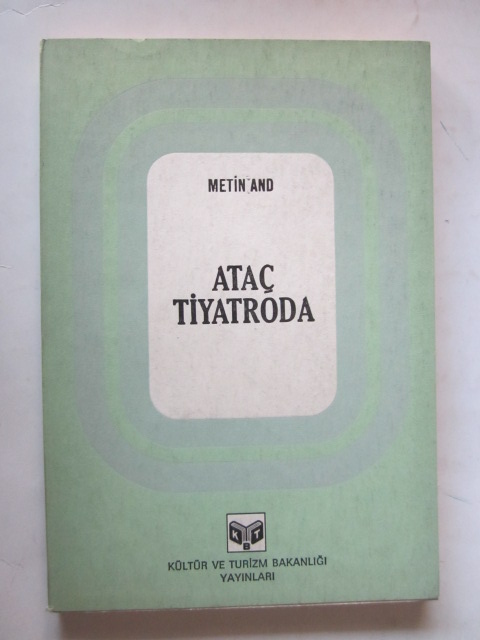 METİN AND
ATAÇ
TİYATRODA
K T
B
KÜLTÜR VE TURİZM BAKANLIĞI
YAYINLARI